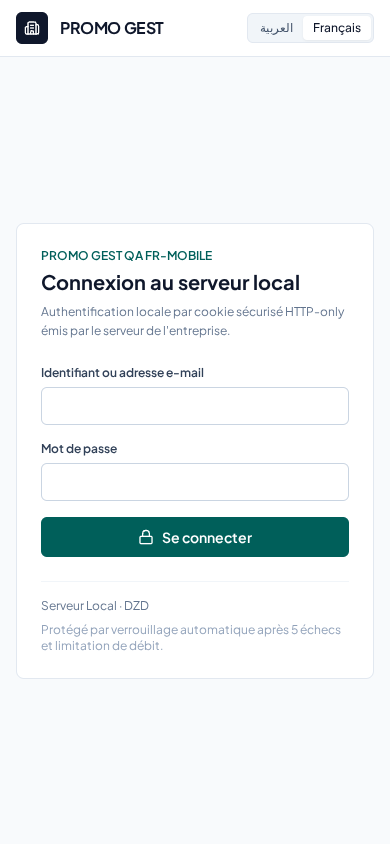 PROMO GEST
العربية
Français
PROMO GEST QA FR-MOBILE
Connexion au serveur local
Authentification locale par cookie sécurisé HTTP-only
émis par le serveur de l'entreprise.
Identifiant ou adresse e-mail
Mot de passe
Se connecter
Serveur Local · DZD
Protégé par verrouillage automatique après 5 échecs
et limitation de débit.